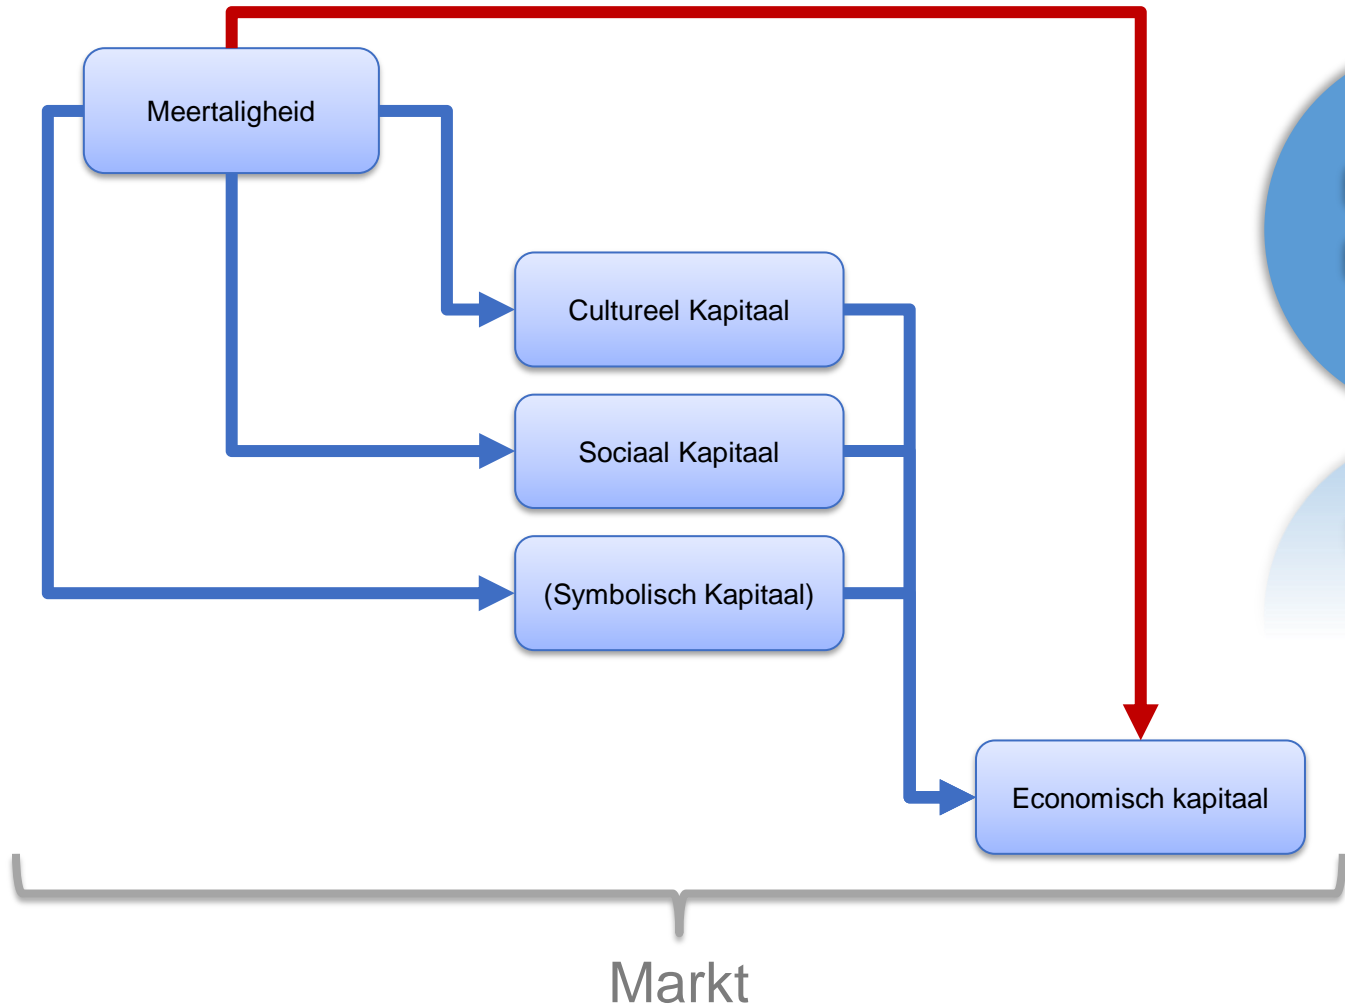 Meertaligheid
Cultureel Kapitaal
Sociaal Kapitaal
(Symbolisch Kapitaal)
Economisch kapitaal
Markt